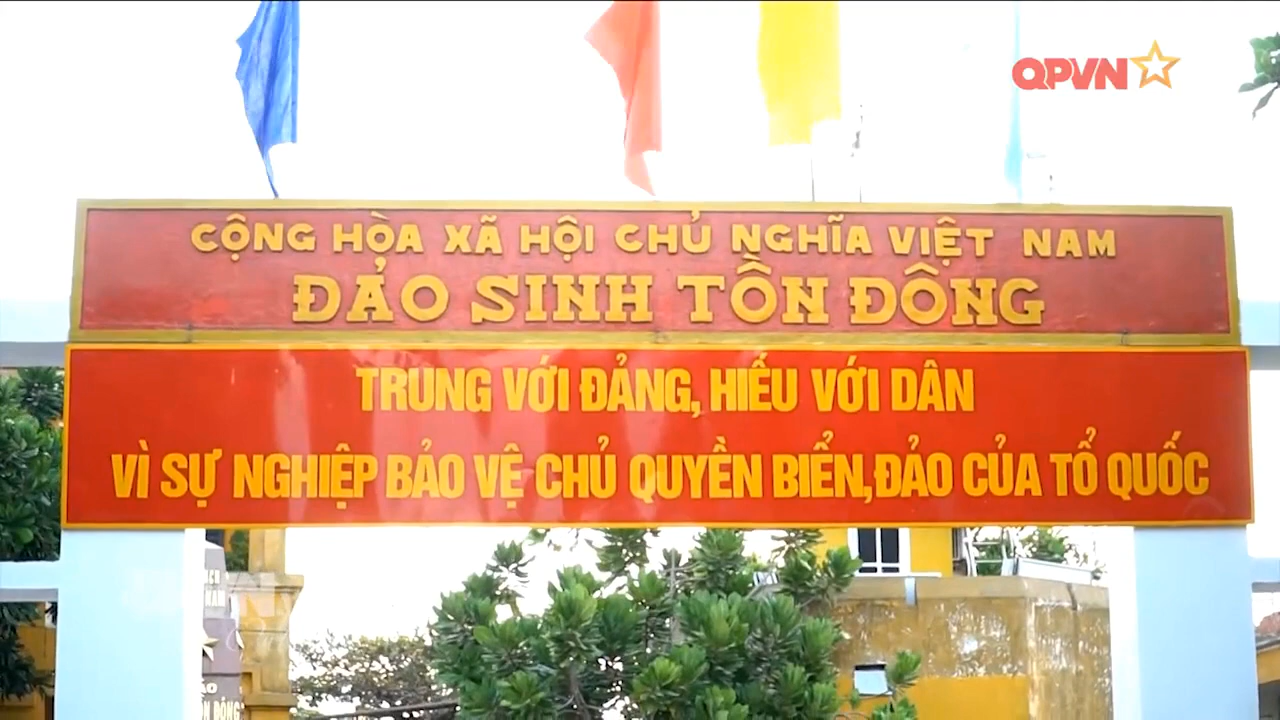 QPVN
CỘNG HÒA XÃ HỘI CHỦ NGHĨA VIỆT NAM
ĐẢO SINH TỒN ĐÔNG
TRUNG VỚI ĐẢNG, HIẾU VỚI DÂN
VÌ SỰ NGHIỆP BẢO VỆ CHỦ QUYỀN BIỂN, ĐẢO CỦA TỔ QUỐC